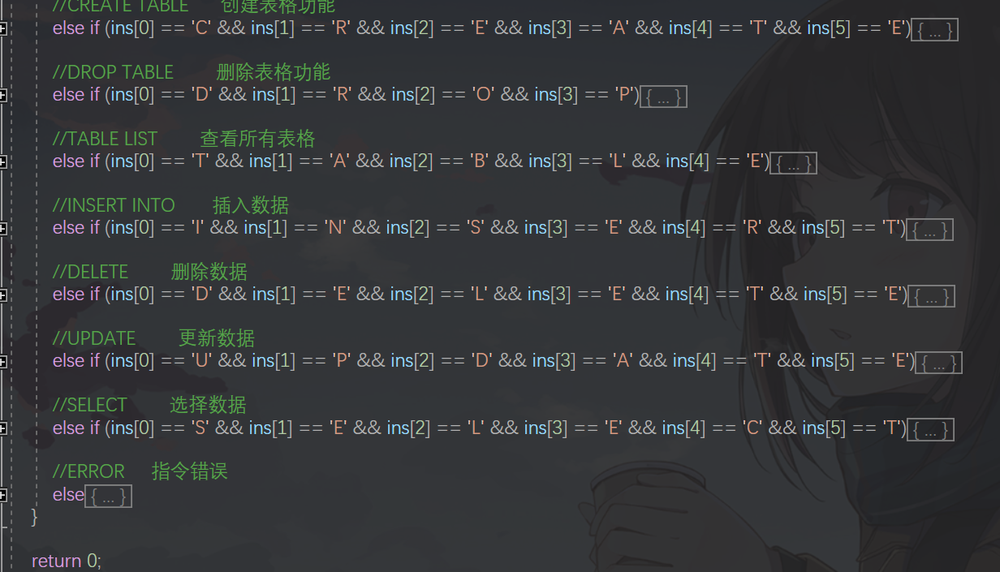 //CREATE TABLE 创建表格功能
else if (ins[0] == 'C' && ins[1] == 'R' && ins[2] == 'E' && ins[3] == 'A' && ins[4] == 'T' && ins[5] == 'E'){ ... }
//DROP TABLE 删除表格功能
else if (ins[0] == 'D' && ins[1] == 'R' && ins[2] == 'O' && ins[3] == 'P'){ ... }
//TABLE LIST 查看所有表格
else if (ins[0] == 'T' && ins[1] == 'A' && ins[2] == 'B' && ins[3] == 'L' && ins[4] == 'E'){ ... }
//INSERT INTO 插入数据
else if (ins[0] == 'I' && ins[1] == 'N' && ins[2] == 'S' && ins[3] == 'E' && ins[4] == 'R' && ins[5] == 'T'){ ... }
//DELETE 删除数据
else if (ins[0] == 'D' && ins[1] == 'E' && ins[2] == 'L' && ins[3] == 'E' && ins[4] == 'T' && ins[5] == 'E'){ ... }
//UPDATE 更新数据
else if (ins[0] == 'U' && ins[1] == 'P' && ins[2] == 'D' && ins[3] == 'A' && ins[4] == 'T' && ins[5] == 'E'){ ... }
//SELECT 选择数据
else if (ins[0] == 'S' && ins[1] == 'E' && ins[2] == 'L' && ins[3] == 'E' && ins[4] == 'C' && ins[5] == 'T'){ ... }
//ERROR 指令错误
else{ ... }
}
return 0;